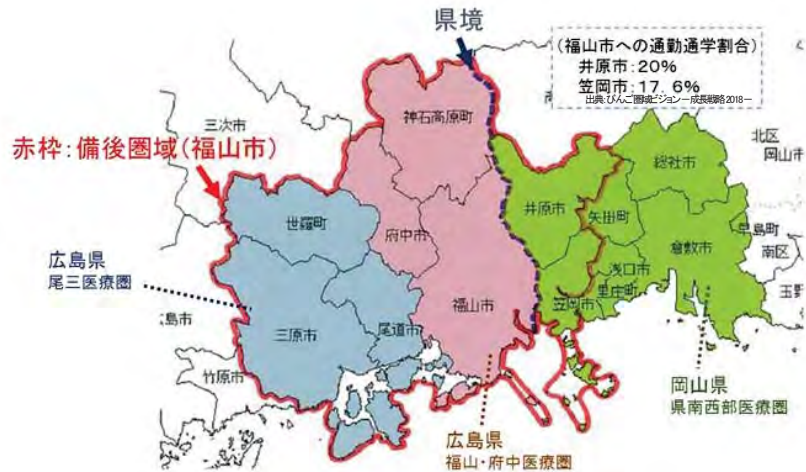 県境
(福山市への通勤通学割合)
井原市:20%
笠岡市:17.6%
出典:びんご圏域ビジョン―成長戦略2018―
三次市
赤枠:備後圏域(福山市)
神石高原町
北区
岡山市
総社市
世羅町
府中市
井原市
矢掛町
早島町
倉敷市
南区
広島県
尾三医療圏
浅口市
里庄町
玉野
福山市
笠岡市
広島市
三原市
尾道市
竹原市
岡山県
県南西部医療圏
広島県
福山・府中医療圏